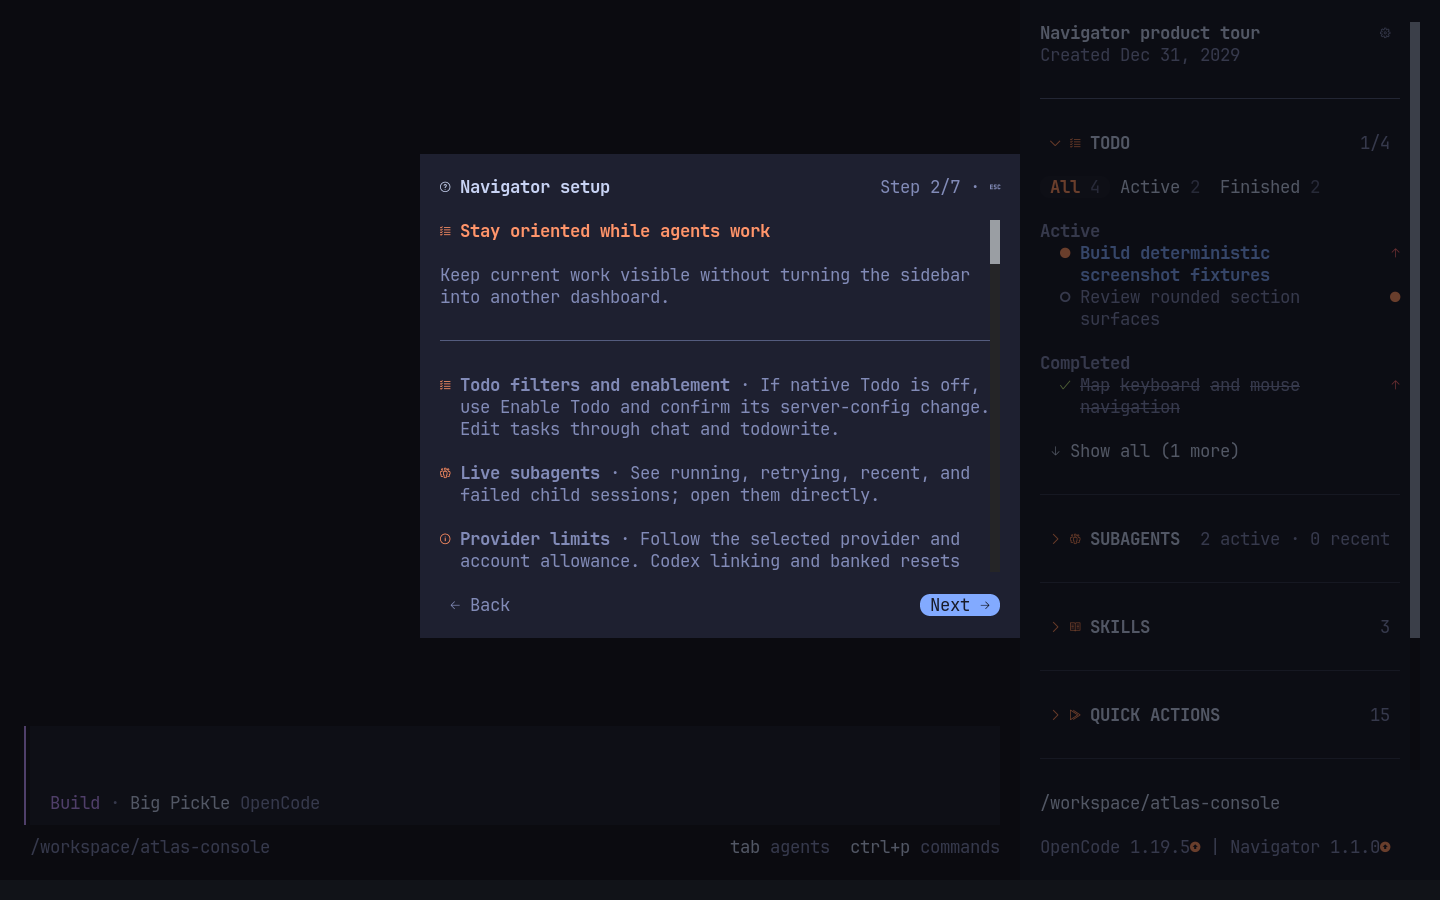 Navigator product tour
Created Dec 31, 2029
TODO 1/4
All 4 Active 2 Finished 2
Active
Build deterministic ↑
screenshot fixtures
Review rounded section
surfaces
Completed
✓ Map keyboard and mouse ↑
navigation
↓ Show all (1 more)
SUBAGENTS 2 active · 0 recent
SKILLS 3
QUICK ACTIONS 15
/workspace/atlas-console
OpenCode 1.19.5 | Navigator 1.1.0
Navigator setup Step 2/7 · ESC
Stay oriented while agents work
Keep current work visible without turning the sidebar
into another dashboard.
Todo filters and enablement · If native Todo is off,
use Enable Todo and confirm its server-config change.
Edit tasks through chat and todowrite.
Live subagents · See running, retrying, recent, and
failed child sessions; open them directly.
Provider limits · Follow the selected provider and
account allowance. Codex linking and banked resets
← Back Next →
Build · Big Pickle OpenCode
/workspace/atlas-console tab agents ctrl+p commands